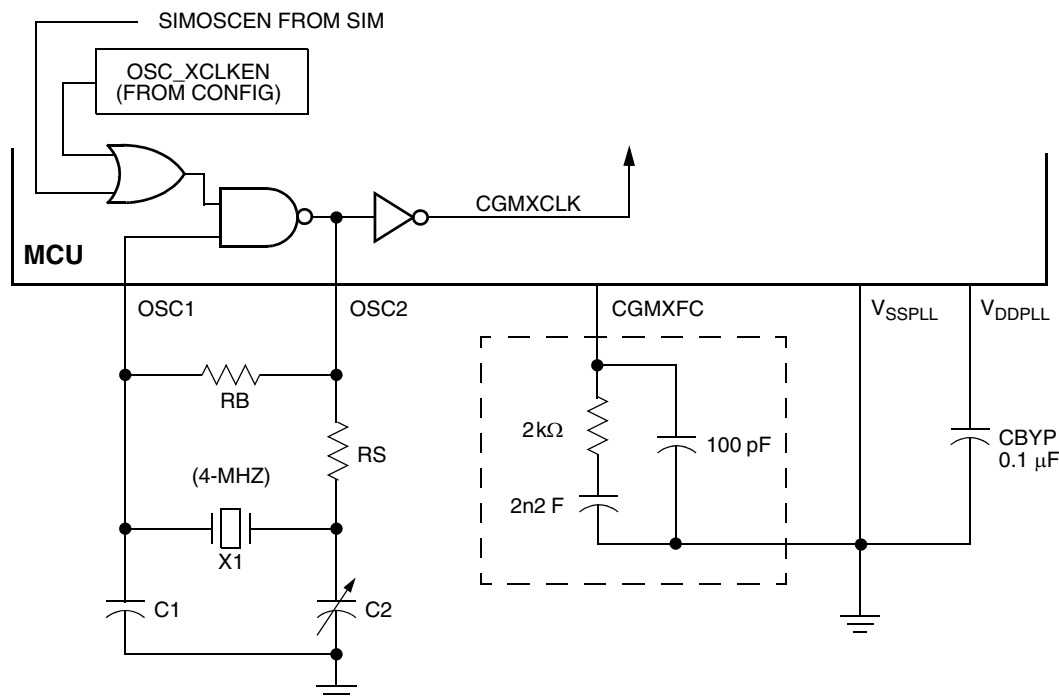 SIMOSCEN FROM SIM
OSC_XCLKEN
(FROM CONFIG)
CGMXCLK
MCU
OSC1
OSC2
CGMXFC
VSSPLL
VDDPLL
RB
2kΩ
100 pF
CBYP
0.1 μF
RS
(4-MHZ)
2n2 F
X1
C1
C2